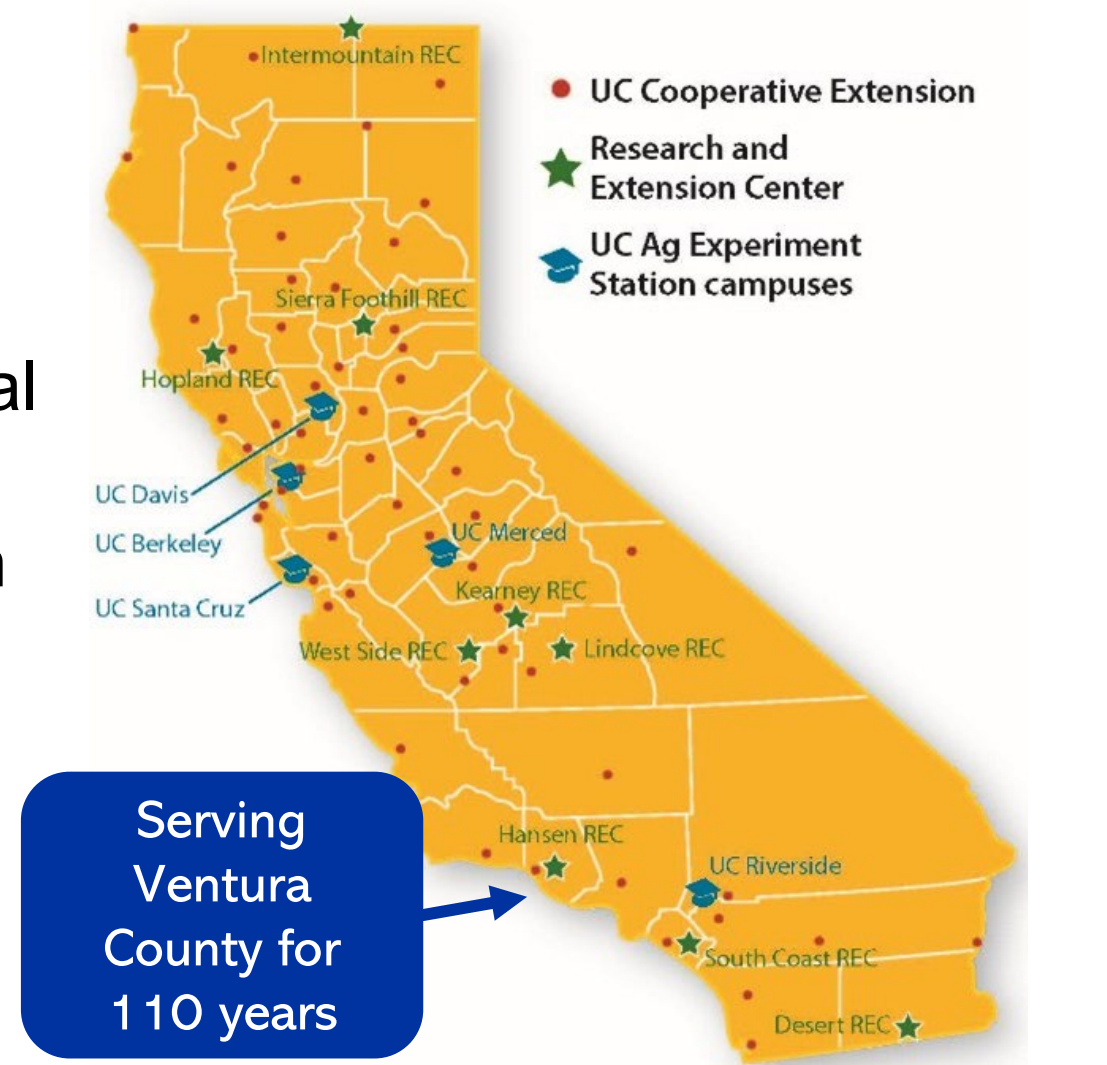 Intermountain REC
UC Cooperative Extension
Research and
Extension Center
UC Ag Experiment
Station campuses
Sierra Foothill REC
al
Hopland REC
UC Davis
UC Berkeley
UC Merced
n
UC Santa Cruz
Kearney REC
West Side REC
Lindcove REC
Serving
Ventura
County for
110 years
Hansen REC
UC Riverside
South Coast REC
Desert REC